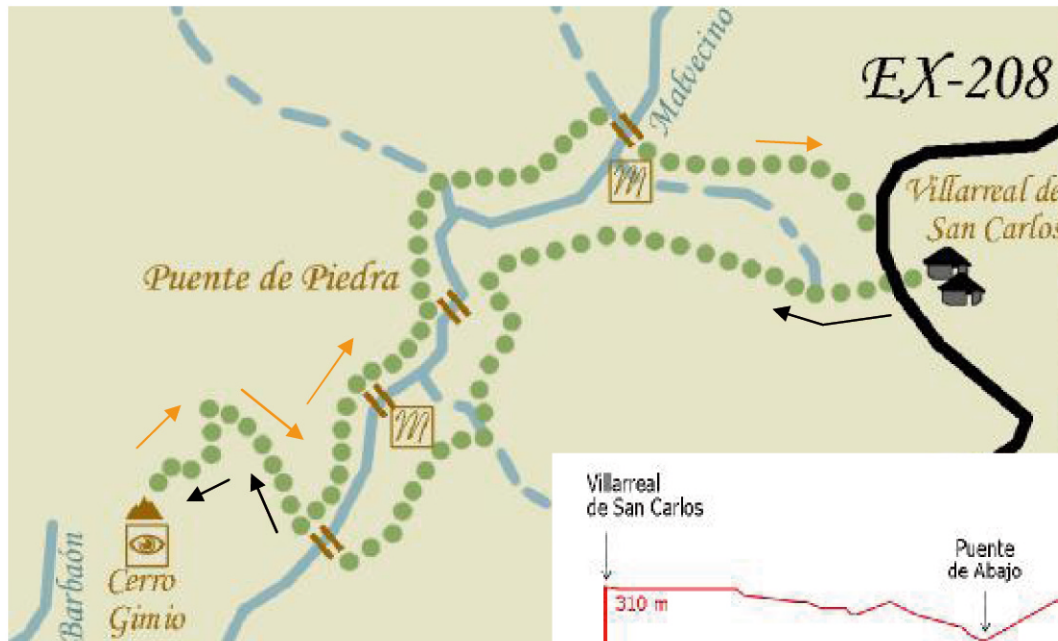 EX-208
Malvecino
Villarreal de
San Carlos
Puente de Piedra
M
M
Cerro
Gimio
Barbaón
Villarreal
de San Carlos
310 m
Puente
de Abajo